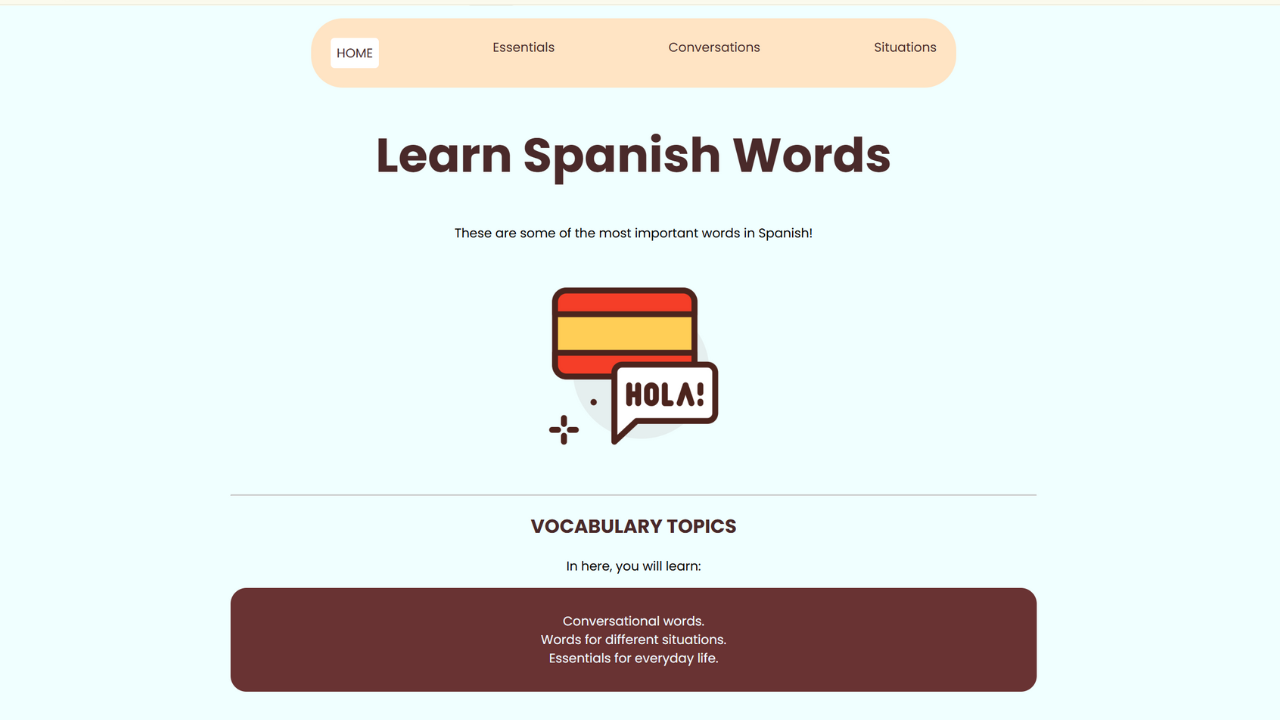 HOME
Essentials
Conversations
Situations
Learn Spanish Words
These are some of the most important words in Spanish!
HOLA!
VOCABULARY TOPICS
In here, you will learn:
Conversational words.
Words for different situations.
Essentials for everyday life.